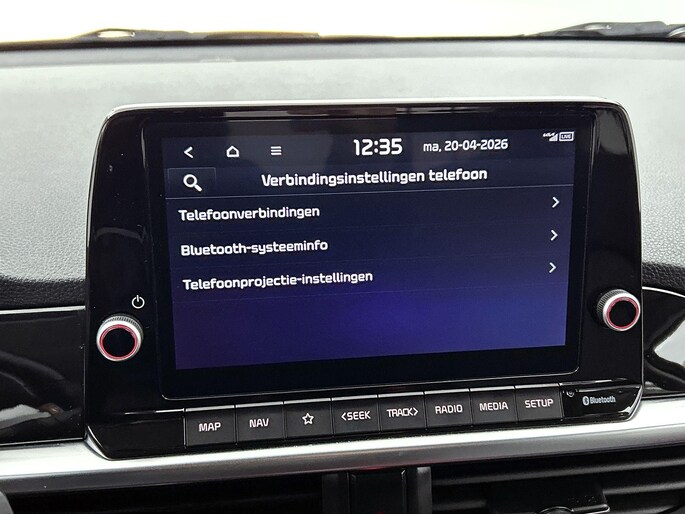 12:35 ma, 20-04-2026 LIVE
Verbindingsinstellingen telefoon
Telefoonverbindingen
Bluetooth-systeeminfo
Telefoonprojectie-instellingen
MAP NAV <SEEK TRACK> RADIO MEDIA SETUP Bluetooth